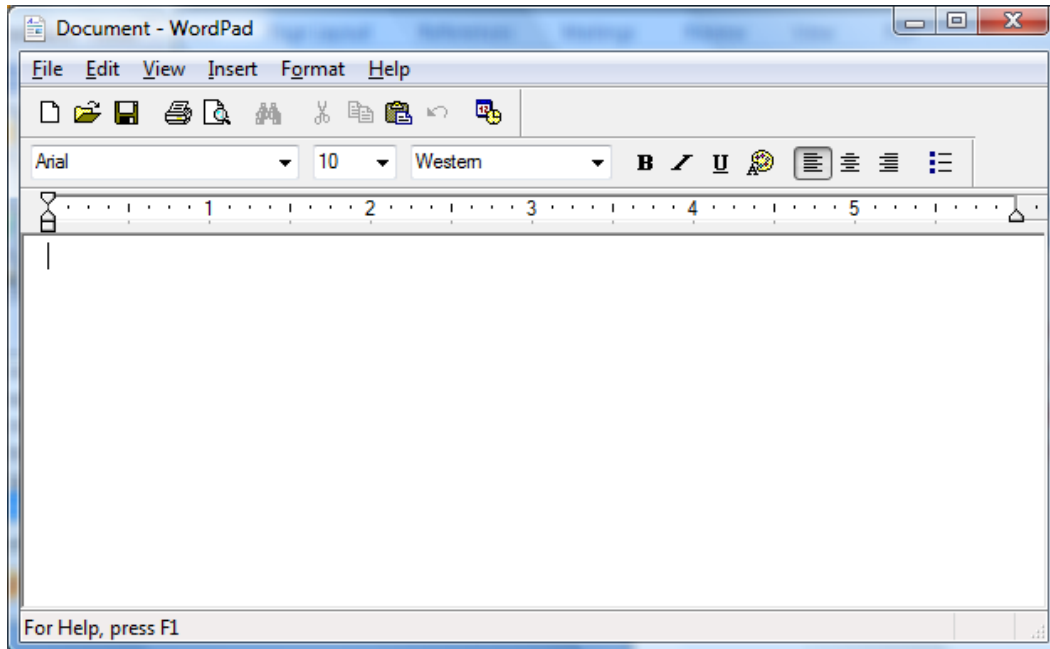 Document - WordPad
File Edit View Insert Format Help
Arial 10 Western B U
1 2 3 4 5
For Help, press F1